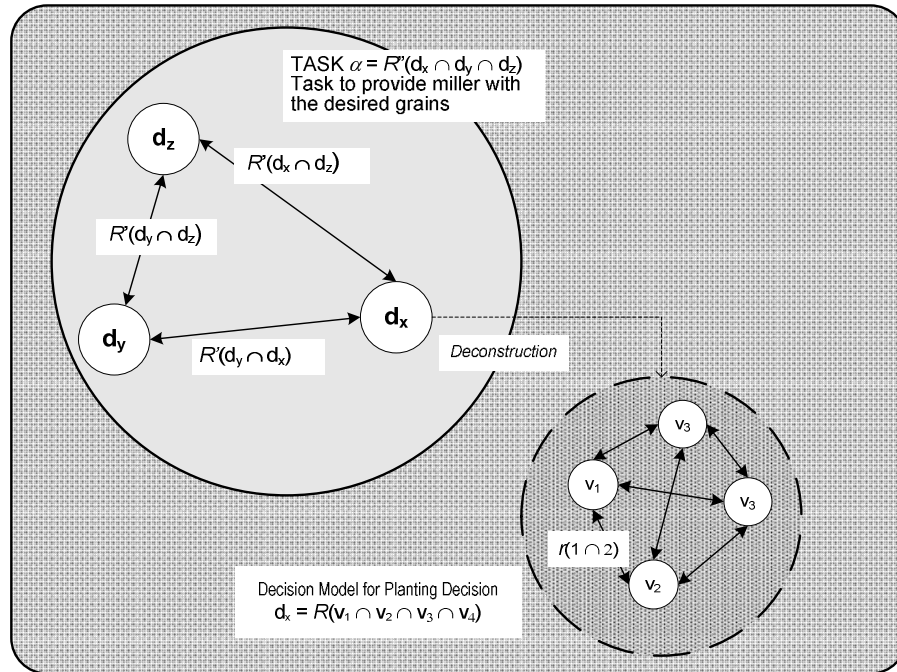 TASK α = R"(dx ∩ dy ∩ dz)
Task to provide miller with
the desired grains
dz
R'(dx ∩ dz)
R'(dy ∩ dz)
dx
dy
R'(dy ∩ dx)
Deconstruction
v3
v1
v3
r(1 ∩ 2)
v2
Decision Model for Planting Decision
dx = R(v1 ∩ v2 ∩ v3 ∩ v4)